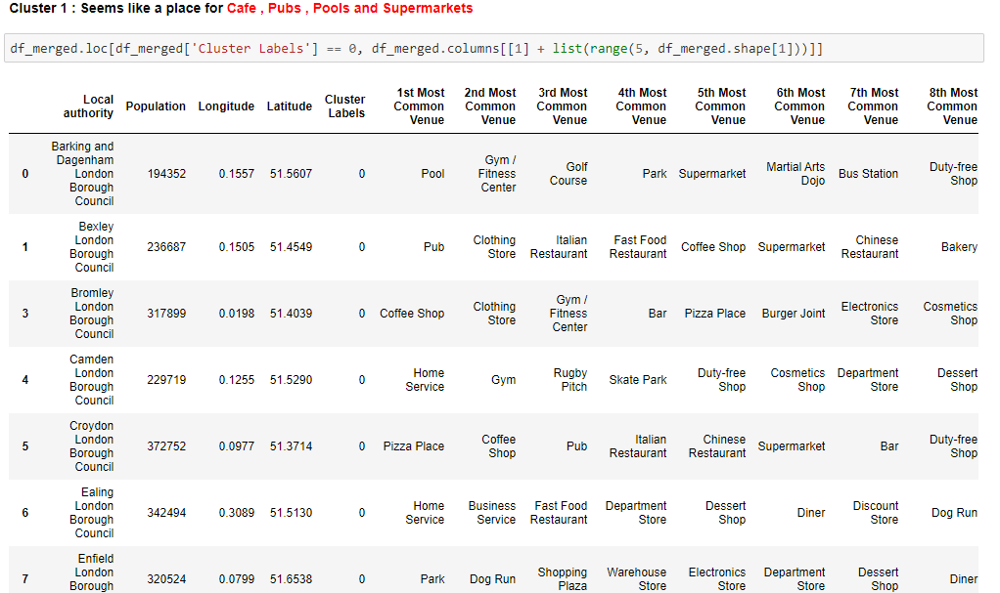 Cluster 1 : Seems like a place for Cafe , Pubs , Pools and Supermarkets
df_merged.loc[df_merged['Cluster Labels'] == 0, df_merged.columns[[1] + list(range(5, df_merged.shape[1]))]]
Local authority Population Longitude Latitude Cluster Labels 1st Most Common Venue 2nd Most Common Venue 3rd Most Common Venue 4th Most Common Venue 5th Most Common Venue 6th Most Common Venue 7th Most Common Venue 8th Most Common Venue
0 Barking and Dagenham London Borough Council 194352 0.1557 51.5607 0 Pool Gym / Fitness Center Golf Course Park Supermarket Martial Arts Dojo Bus Station Duty-free Shop
1 Bexley London Borough Council 236687 0.1505 51.4549 0 Pub Clothing Store Italian Restaurant Fast Food Restaurant Coffee Shop Supermarket Chinese Restaurant Bakery
3 Bromley London Borough Council 317899 0.0198 51.4039 0 Coffee Shop Clothing Store Gym / Fitness Center Bar Pizza Place Burger Joint Electronics Store Cosmetics Shop
4 Camden London Borough Council 229719 0.1255 51.5290 0 Home Service Gym Rugby Pitch Skate Park Duty-free Shop Cosmetics Shop Department Store Dessert Shop
5 Croydon London Borough Council 372752 0.0977 51.3714 0 Pizza Place Coffee Shop Pub Italian Restaurant Chinese Restaurant Supermarket Bar Duty-free Shop
6 Ealing London Borough Council 342494 0.3089 51.5130 0 Home Service Business Service Fast Food Restaurant Department Store Dessert Shop Diner Discount Store Dog Run
7 Enfield London Borough 320524 0.0799 51.6538 0 Park Dog Run Shopping Plaza Warehouse Store Electronics Store Department Store Dessert Shop Diner